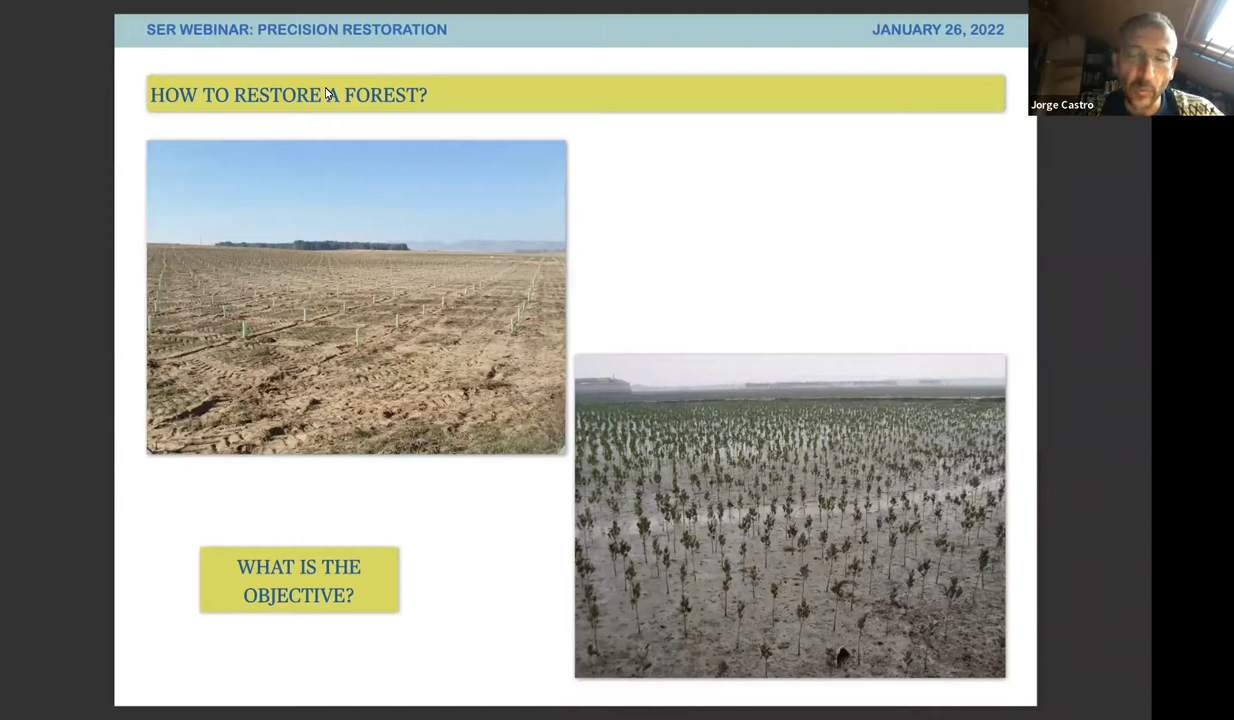 SER WEBINAR: PRECISION RESTORATION JANUARY 26, 2022
HOW TO RESTORE A FOREST?
Jorge Castro
WHAT IS THE
OBJECTIVE?